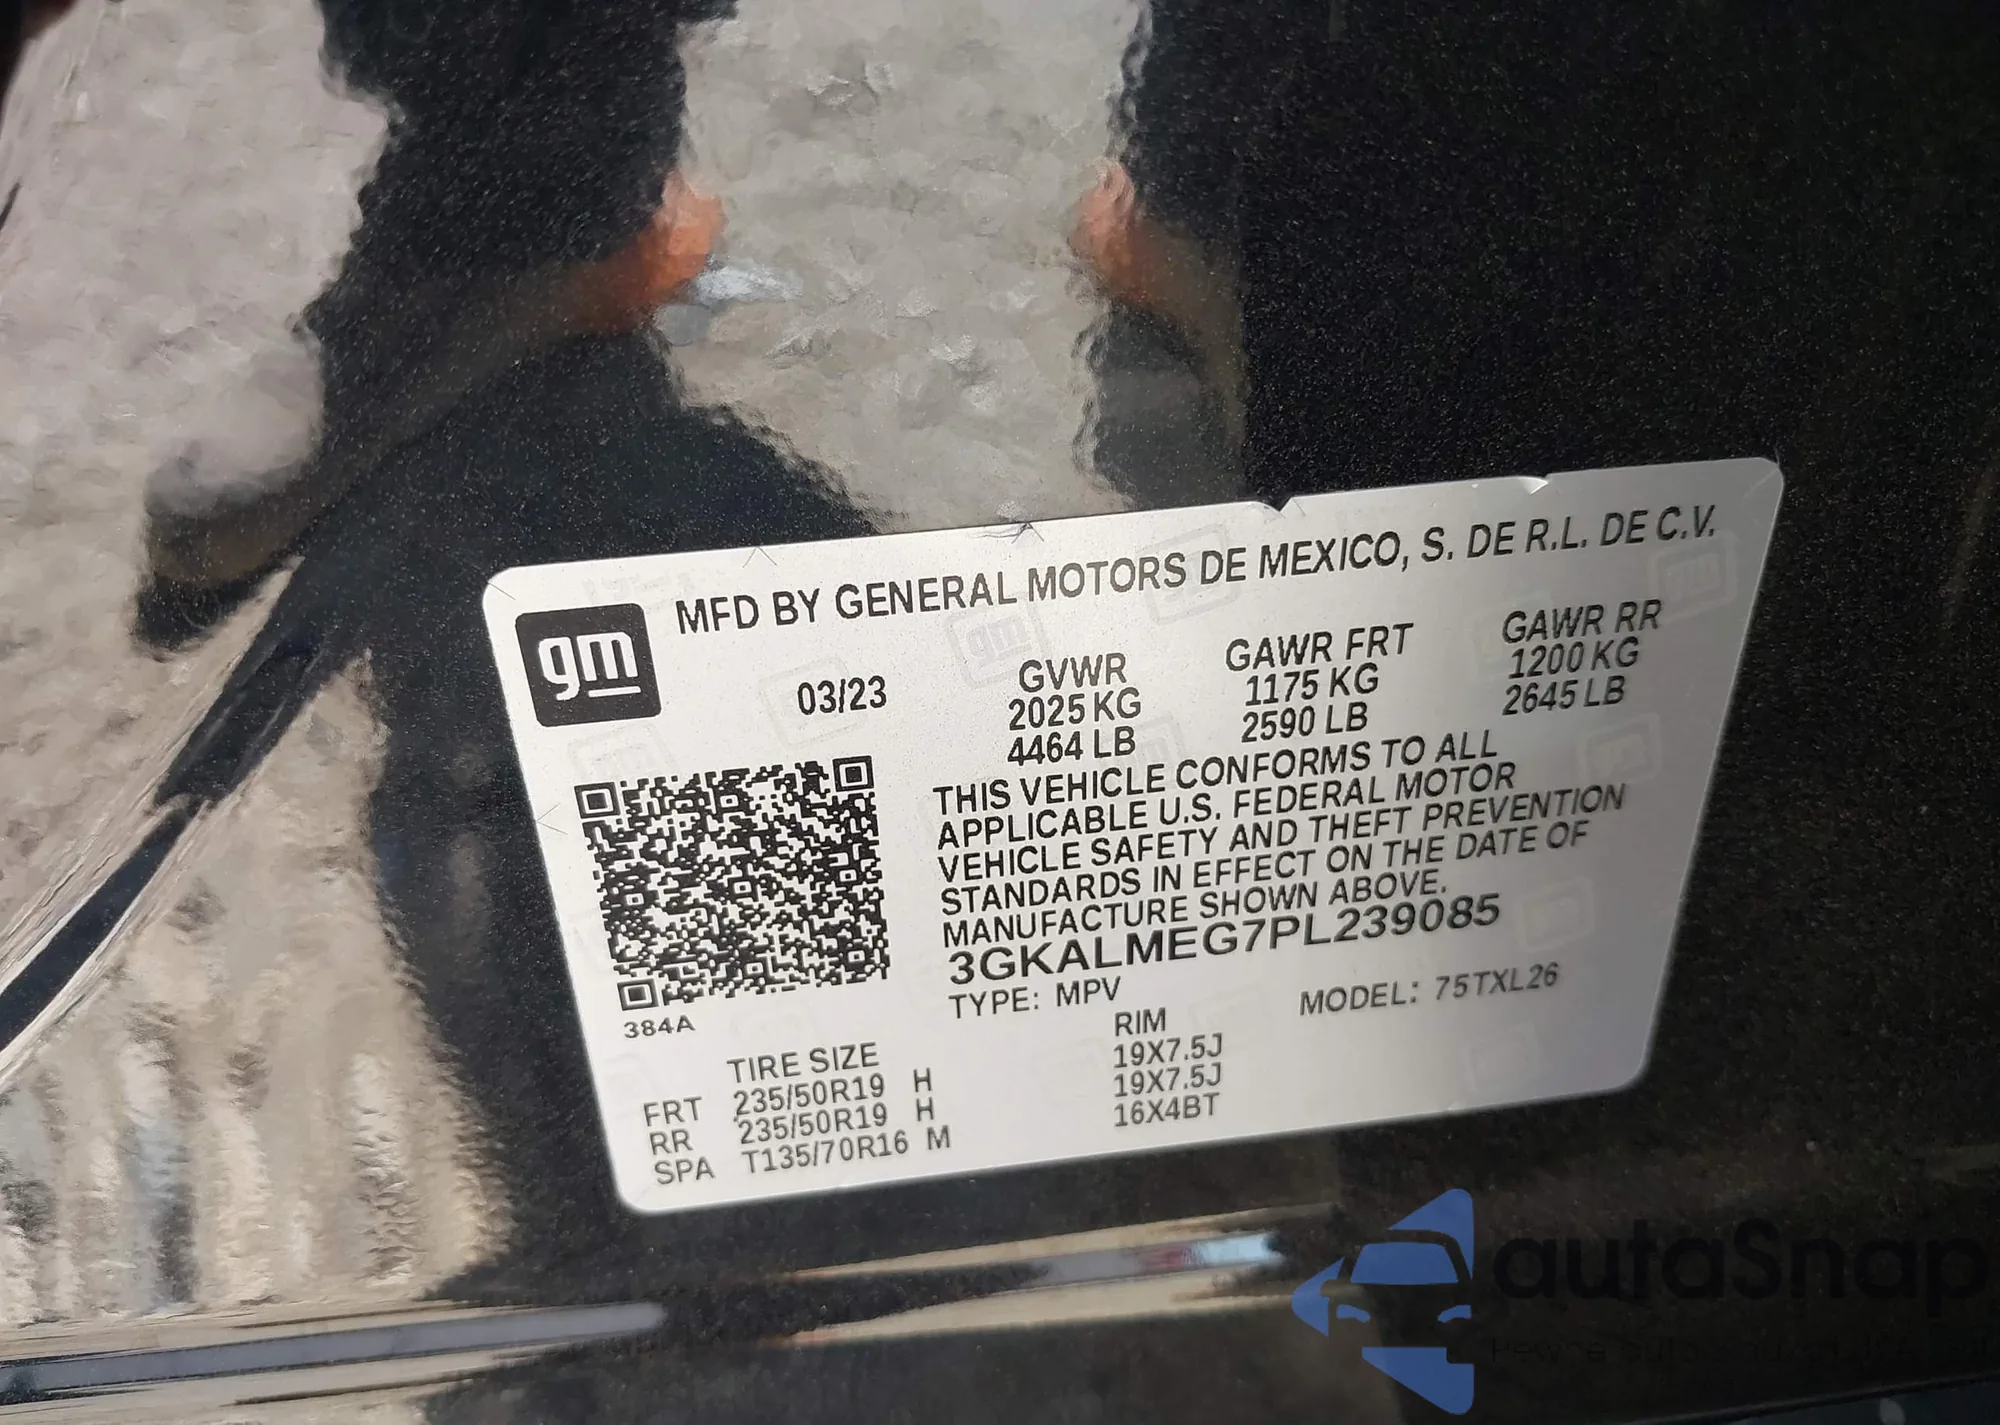 gm
MFD BY GENERAL MOTORS DE MEXICO, S. DE R.L. DE C.V.
03/23
GVWR
2025 KG
4464 LB
GAWR FRT
1175 KG
2590 LB
GAWR RR
1200 KG
2645 LB
THIS VEHICLE CONFORMS TO ALL
APPLICABLE U.S. FEDERAL MOTOR
VEHICLE SAFETY AND THEFT PREVENTION
STANDARDS IN EFFECT ON THE DATE OF
MANUFACTURE SHOWN ABOVE.
3GKALMEG7PL239085
TYPE: MPV MODEL: 75TXL26
384A
TIRE SIZE RIM
FRT 235/50R19 H 19X7.5J
RR 235/50R19 H 19X7.5J
SPA T135/70R16 M 16X4BT
autaSnap